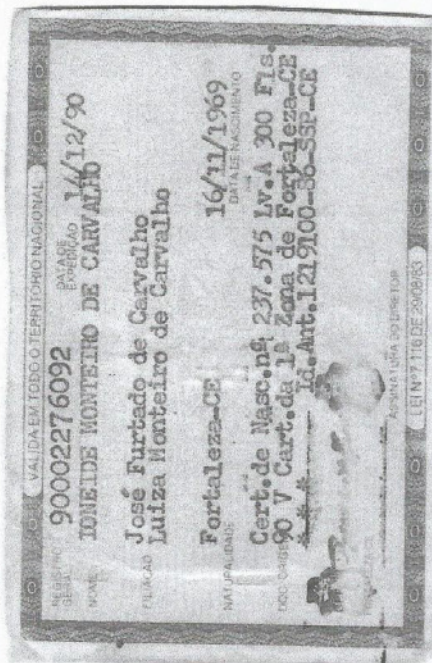 VALIDA EM TODO O TERRITORIO NACIONAL
REGISTRO GERAL 90002276092 DATA DE EXPEDIÇÃO 14/12/90
NOME IONEIDE MONTEIRO DE CARVALHO
FILIAÇÃO José Furtado de Carvalho
Luiza Monteiro de Carvalho
NATURALIDADE Fortaleza-CE 16/11/1969 DATA DE NASCIMENTO
DOC. ORIGEM Cert.de Nasc.nº 237.575 Lv.A 300 Fls.
90 V Cart.da 1ª Zona de Fortaleza-CE
Id.Ant.1219100-86-SSP-CE
ASSINATURA DO DIRETOR
LEI Nº 7.116 DE 29/08/83